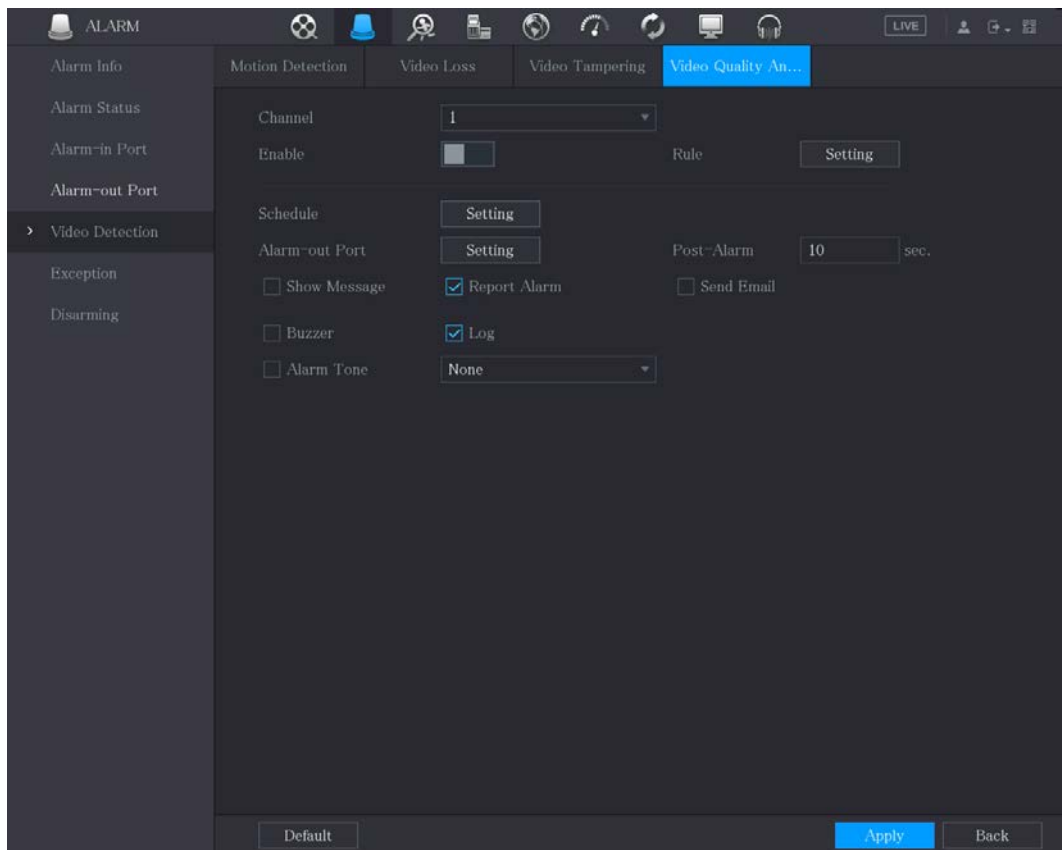 ALARM
LIVE
Alarm Info
Alarm Status
Alarm-in Port
Alarm-out Port
Video Detection
Exception
Disarming
Motion Detection Video Loss Video Tampering Video Quality An...
Channel 1
Enable Rule Setting
Schedule Setting
Alarm-out Port Setting Post-Alarm 10 sec.
Show Message Report Alarm Send Email
Buzzer Log
Alarm Tone None
Default Apply Back